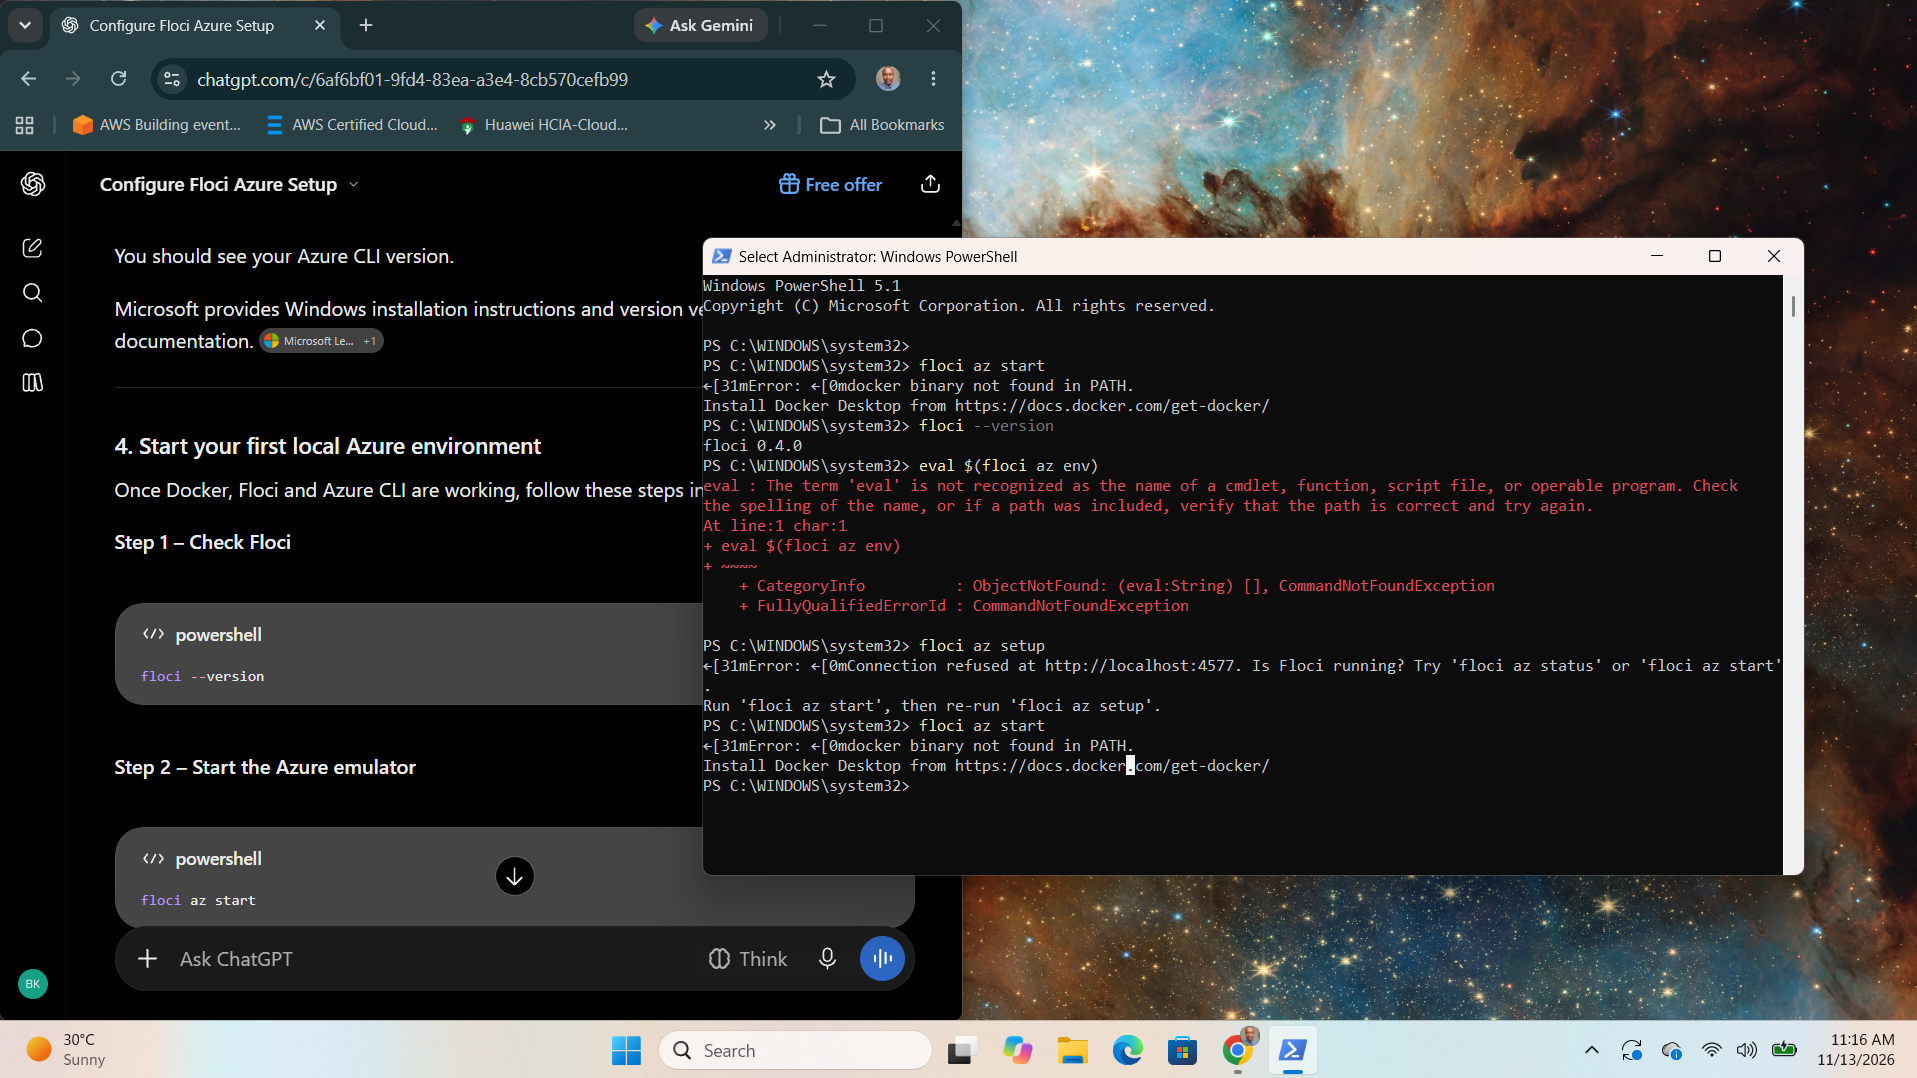 Configure Floci Azure Setup
Ask Gemini
chatgpt.com/c/6af6bf01-9fd4-83ea-a3e4-8cb570cefb99
AWS Building event...
AWS Certified Cloud...
Huawei HCIA-Cloud...
All Bookmarks
Configure Floci Azure Setup
Free offer
You should see your Azure CLI version.
Microsoft provides Windows installation instructions and version ve
documentation. Microsoft Le... +1
4. Start your first local Azure environment
Once Docker, Floci and Azure CLI are working, follow these steps in
Step 1 – Check Floci
powershell
floci --version
Step 2 – Start the Azure emulator
powershell
floci az start
Ask ChatGPT
Think
BK
Select Administrator: Windows PowerShell
Windows PowerShell 5.1
Copyright (C) Microsoft Corporation. All rights reserved.
PS C:\WINDOWS\system32>
PS C:\WINDOWS\system32> floci az start
←[31mError: ←[0mdocker binary not found in PATH.
Install Docker Desktop from https://docs.docker.com/get-docker/
PS C:\WINDOWS\system32> floci --version
floci 0.4.0
PS C:\WINDOWS\system32> eval $(floci az env)
eval : The term 'eval' is not recognized as the name of a cmdlet, function, script file, or operable program. Check
the spelling of the name, or if a path was included, verify that the path is correct and try again.
At line:1 char:1
+ eval $(floci az env)
+ ~~~~
+ CategoryInfo : ObjectNotFound: (eval:String) [], CommandNotFoundException
+ FullyQualifiedErrorId : CommandNotFoundException
PS C:\WINDOWS\system32> floci az setup
←[31mError: ←[0mConnection refused at http://localhost:4577. Is Floci running? Try 'floci az status' or 'floci az start'
.
Run 'floci az start', then re-run 'floci az setup'.
PS C:\WINDOWS\system32> floci az start
←[31mError: ←[0mdocker binary not found in PATH.
Install Docker Desktop from https://docs.docker.com/get-docker/
PS C:\WINDOWS\system32>
30°C
Sunny
Search
11:16 AM
11/13/2026